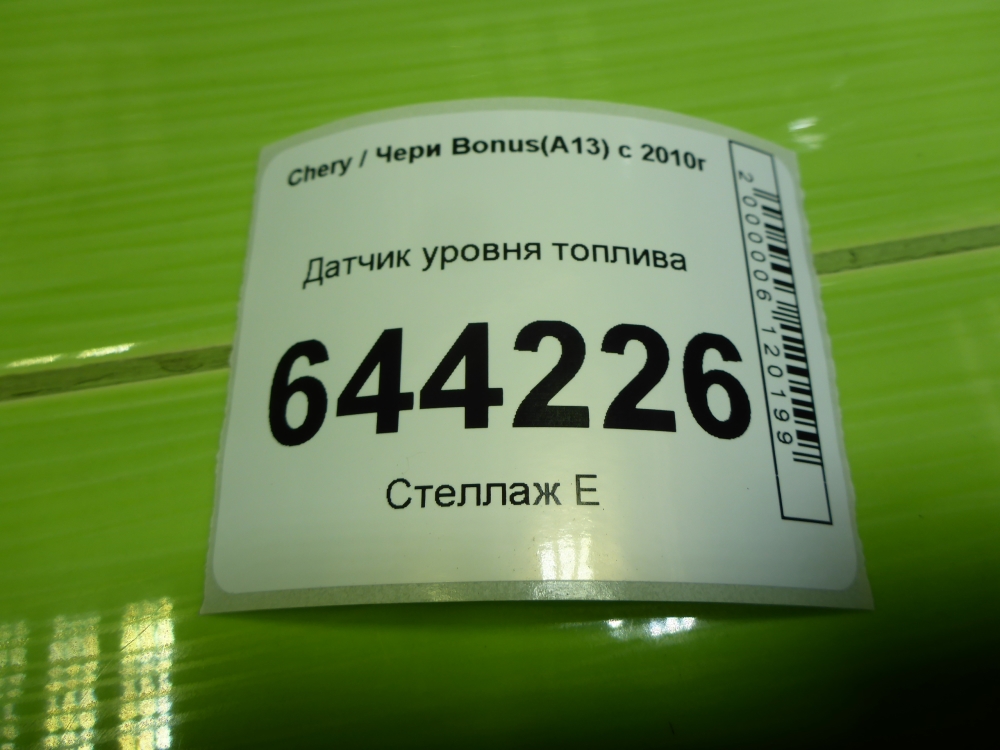 Chery / Чери Bonus(A13) с 2010г
Датчик уровня топлива
644226
Стеллаж Е
2000006120199